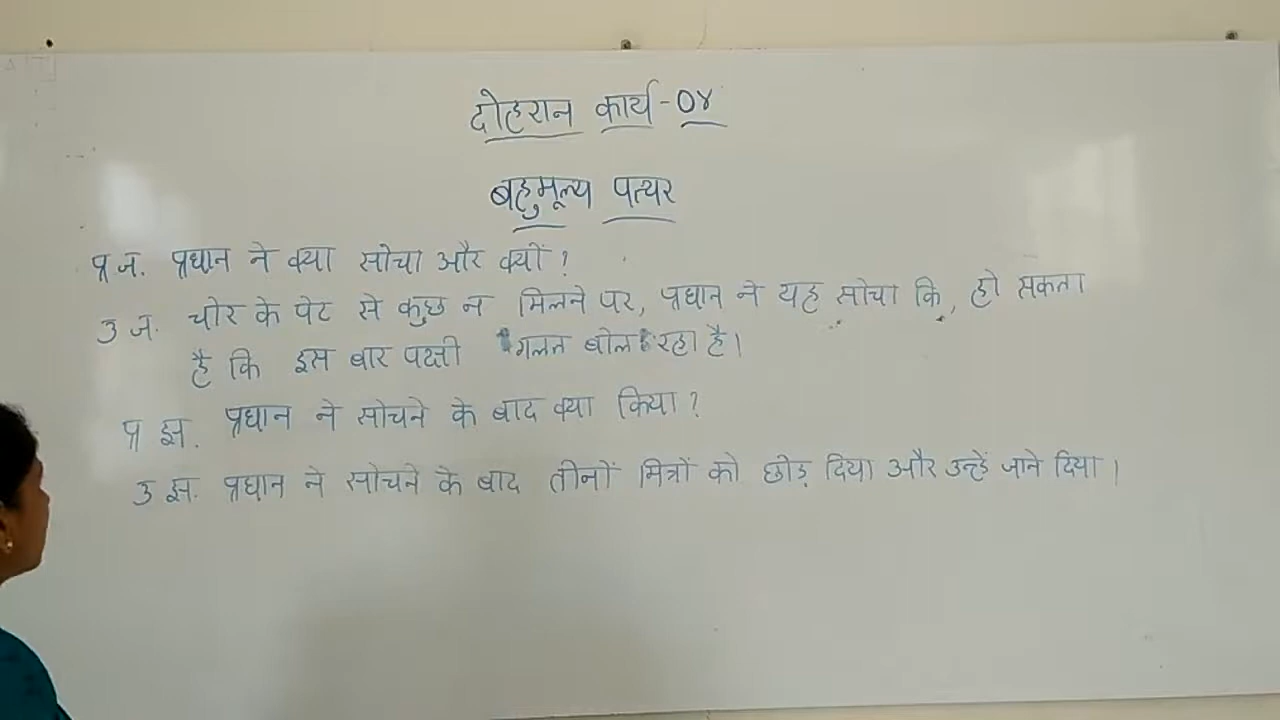 दोहरान कार्य-०४
बहुमूल्य पत्थर
प्र ज. प्रधान ने क्या सोचा और क्यों?
उ ज. चोर के पेट से कुछ न मिलने पर, प्रधान ने यह सोचा कि, हो सकता
है कि इस बार पक्षी गलत बोल रहा है।
प्र झ. प्रधान ने सोचने के बाद क्या किया?
उ झ. प्रधान ने सोचने के बाद तीनों मित्रों को छोड़ दिया और उन्हें जाने दिया।